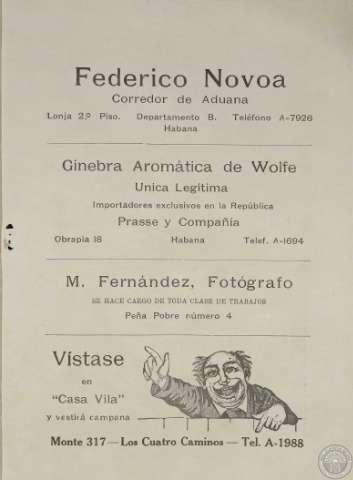 Federico Novoa
Corredor de Aduana
Lonja 2º Piso. Departamento B. Teléfono A-7926
Habana
Ginebra Aromática de Wolfe
Unica Legítima
Importadores exclusivos en la República
Prasse y Compañía
Obrapia 18 Habana Telef. A-1694
M. Fernández, Fotógrafo
SE HACE CARGO DE TODA CLASE DE TRABAJOS
Peña Pobre número 4
Vístase
en
"Casa Vila"
y vestirá campana
Monte 317—Los Cuatro Caminos—Tel. A-1988